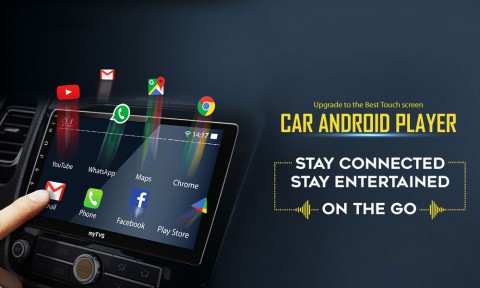 Upgrade to the Best Touch screen
CAR ANDROID PLAYER
STAY CONNECTED
STAY ENTERTAINED
ON THE GO
14:17
YouTube
WhatsApp
Maps
Chrome
Phone
Facebook
Play Store
myTVS